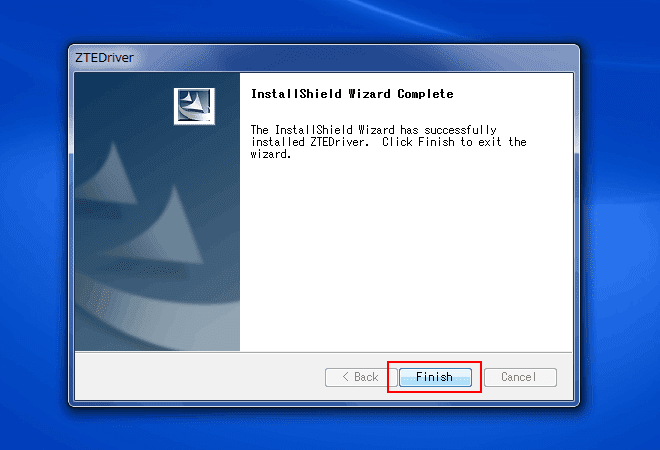 ZTEDriver
InstallShield Wizard Complete
The InstallShield Wizard has successfully
installed ZTEDriver. Click Finish to exit the
wizard.
< Back
Finish
Cancel